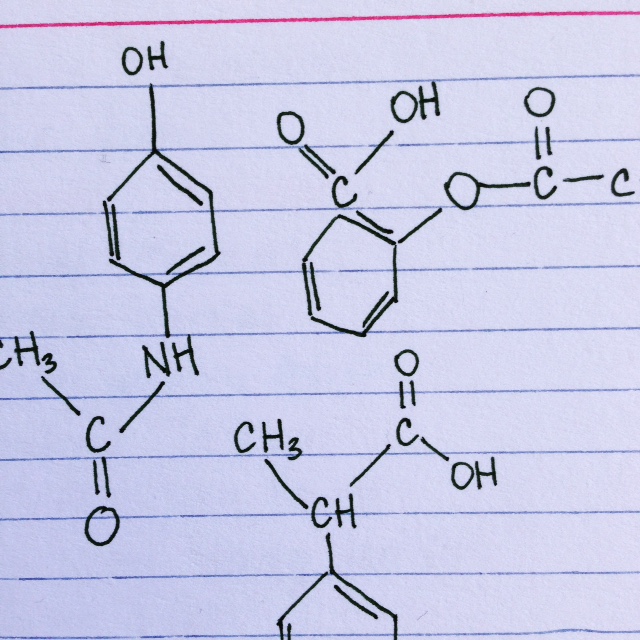 OH
O OH O
C O C C
CH₃ NH O
C CH₃ C
OH
O CH